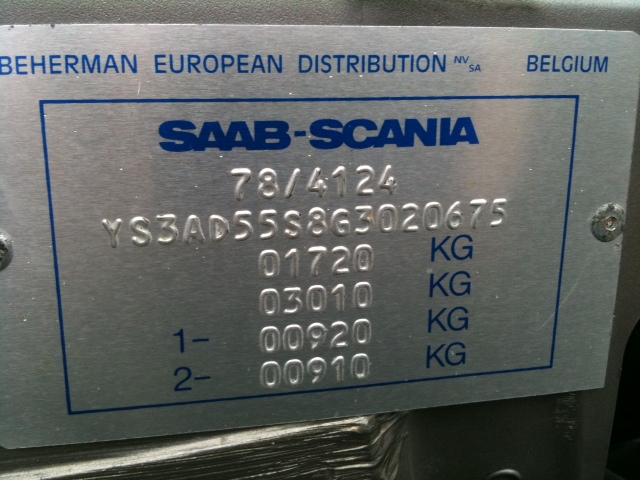 BEHERMAN EUROPEAN DISTRIBUTION NV SA BELGIUM
SAAB-SCANIA
78/4124
YS3AD55S8G3020675
01720 KG
03010 KG
1- 00920 KG
2- 00910 KG